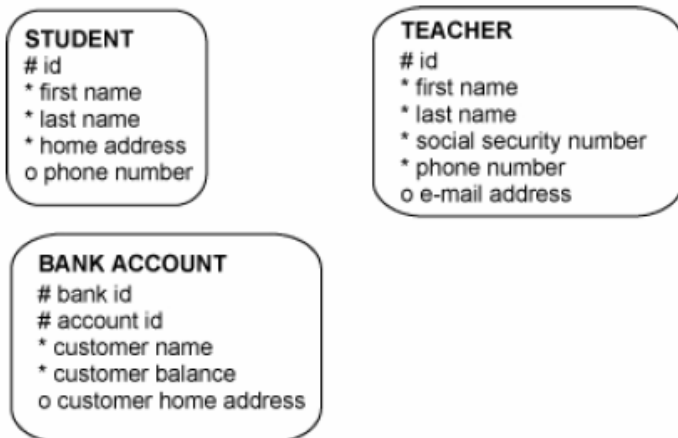 STUDENT
# id
* first name
* last name
* home address
o phone number
TEACHER
# id
* first name
* last name
* social security number
* phone number
o e-mail address
BANK ACCOUNT
# bank id
# account id
* customer name
* customer balance
o customer home address